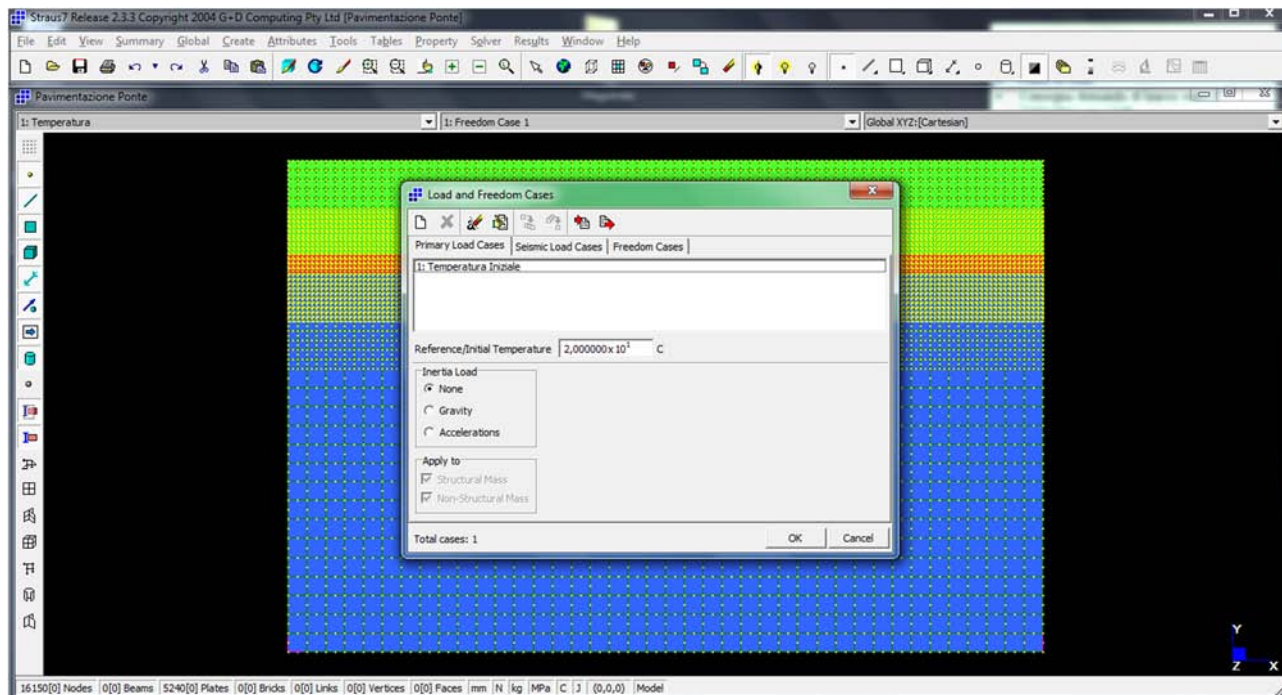 Straus7 Release 2.3.3 Copyright 2004 G+D Computing Pty Ltd [Pavimentazione Ponte]
File Edit View Summary Global Create Attributes Tools Tables Property Solver Results Window Help
Pavimentazione Ponte
1: Temperatura
1: Freedom Case 1
Global XYZ:[Cartesian]
Load and Freedom Cases
Primary Load Cases Seismic Load Cases Freedom Cases
1: Temperatura Iniziale
Reference/Initial Temperature 2,000000x10¹ C
Inertia Load
None
Gravity
Accelerations
Apply to
Structural Mass
Non-Structural Mass
Total cases: 1
OK Cancel
Y
Z X
16150[0] Nodes 0[0] Beams 5240[0] Plates 0[0] Bricks 0[0] Links 0[0] Vertices 0[0] Faces mm N kg MPa C J (0,0,0) Model